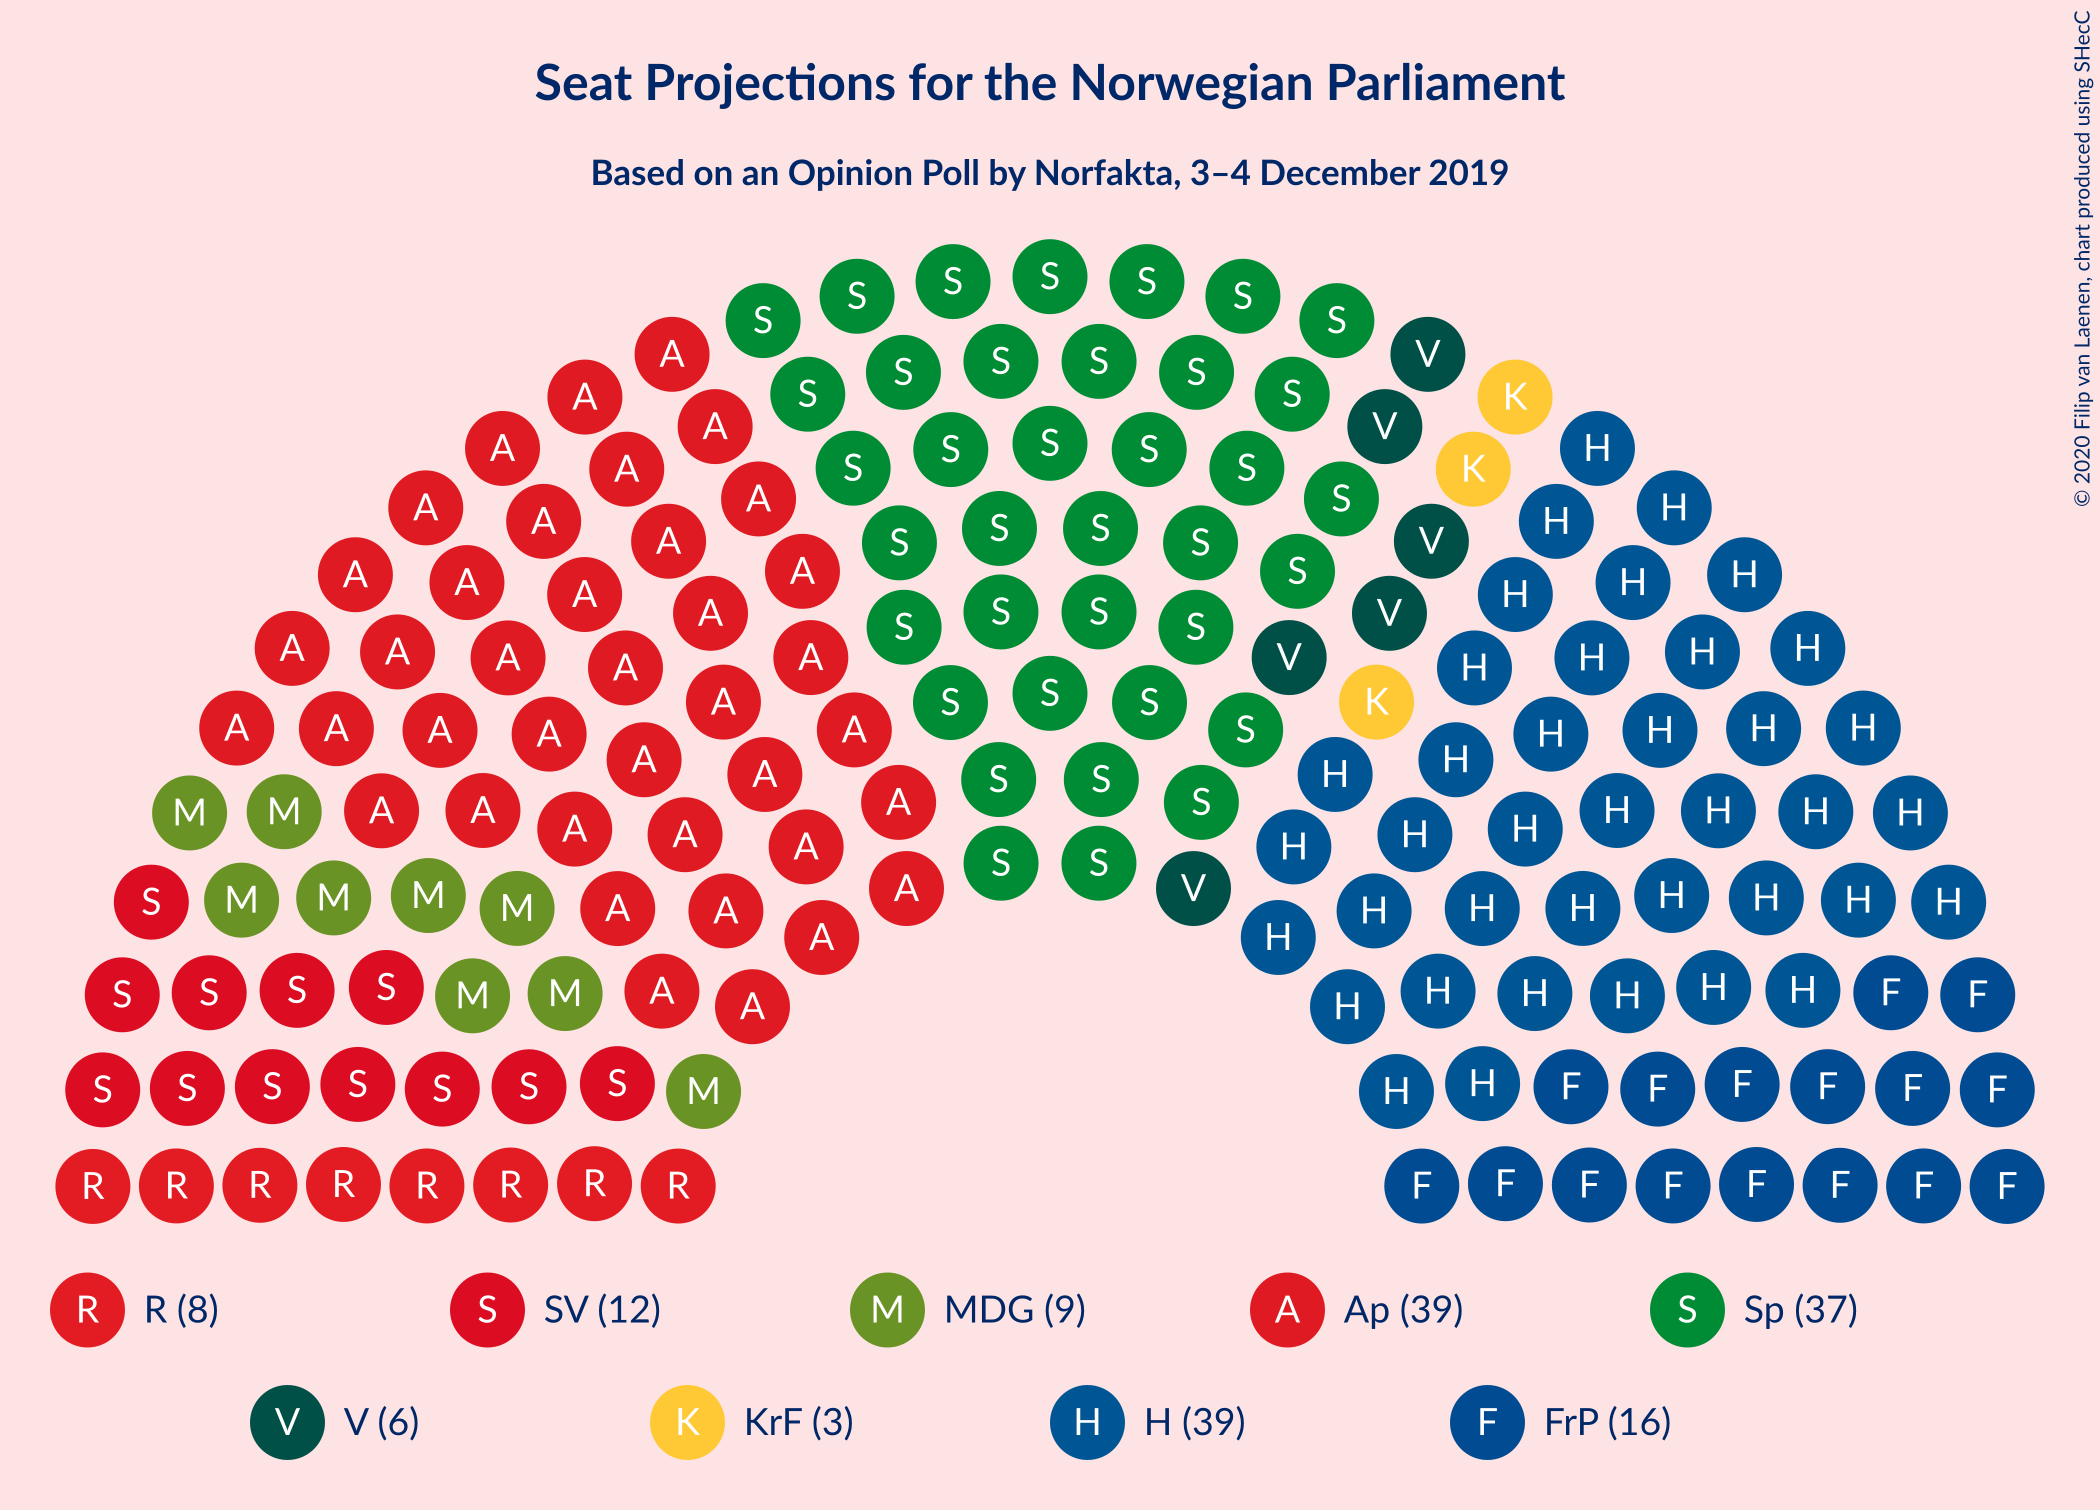 Seat Projections for the Norwegian Parliament
Based on an Opinion Poll by Norfakta, 3–4 December 2019
© 2020 Filip van Laenen, chart produced using SHecC
S S S S S S S
A S S S S S S V
A A S S S S S V K
A A A S S S S S S V K H
A A A A S S S S S V H H H
A A A A A S S S S V V H H H H
A A A A A A S S S S V K H H H H H
A A A A A A A S S S S H H H H H H
M M A A A A A A S S S H H H H H H H
S M M M M A A A A S S V H H H H H H H H
S S S S M M A A H H H H H H F F
S S S S S S S M H H F F F F F F
R R R R R R R R F F F F F F F F
R R (8) S SV (12) M MDG (9) A Ap (39) S Sp (37)
V V (6) K KrF (3) H H (39) F FrP (16)